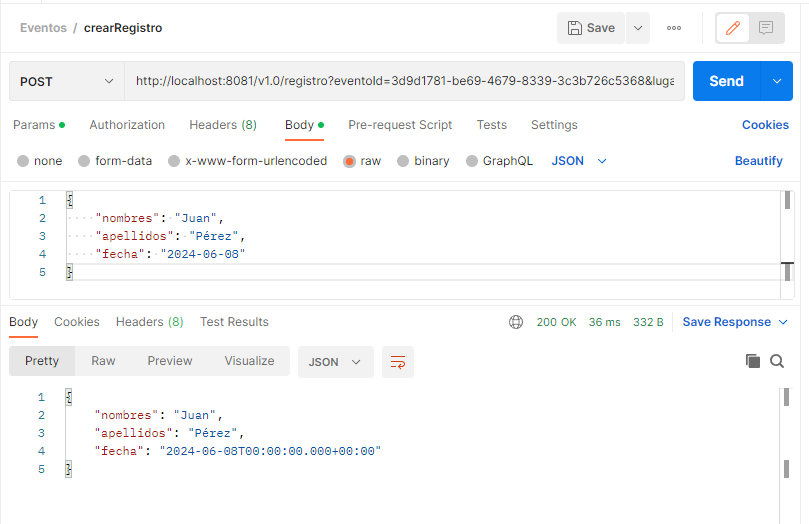 Eventos / crearRegistro Save
POST http://localhost:8081/v1.0/registro?eventoId=3d9d1781-be69-4679-8339-3c3b726c5368&luga Send
Params Authorization Headers (8) Body Pre-request Script Tests Settings Cookies
none form-data x-www-form-urlencoded raw binary GraphQL JSON Beautify
1 {
2 "nombres": "Juan",
3 "apellidos": "Pérez",
4 "fecha": "2024-06-08"
5 }
Body Cookies Headers (8) Test Results 200 OK 36 ms 332 B Save Response
Pretty Raw Preview Visualize JSON
1 {
2 "nombres": "Juan",
3 "apellidos": "Pérez",
4 "fecha": "2024-06-08T00:00:00.000+00:00"
5 }